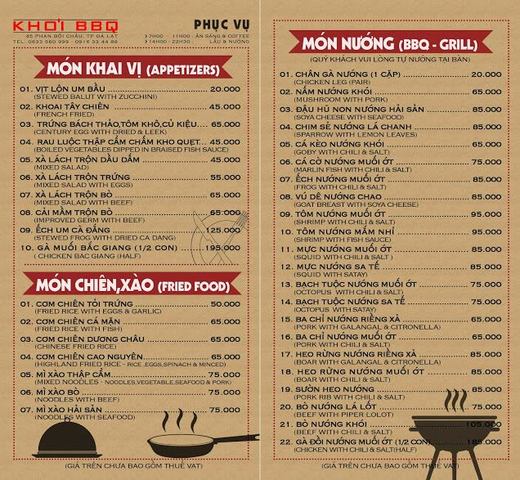 KHÓI BBQ
PHỤC VỤ
85 PHAN BỘI CHÂU, TP ĐÀ LẠT
TEL. 0633 560 999 - 0918 33 44 88
7H00 - 11H00 : ĂN SÁNG & COFFEE
14H00 - 22H30 : LẨU & NƯỚNG
MÓN KHAI VỊ (APPETIZERS)
01. VỊT LỘN UM BẦU 20.000
(STEWED BALUT WITH ZUCCHINI)
02. KHOAI TÂY CHIÊN 45.000
(FRENCH FRIED)
03. TRỨNG BÁCH THẢO,TÔM KHÔ,CỦ KIỆU... 65.000
(CENTURY EGG WITH DRIED & LEEK)
04. RAU LUỘC THẬP CẨM CHẤM KHO QUẸT... 45.000
(BOILED VEGETABLES DIPPED IN BRAISED FISH SAUCE)
05. XÀ LÁCH TRỘN DẦU DẤM 45.000
(MIXED SALAD)
06. XÀ LÁCH TRỘN TRỨNG 55.000
(MIXED SALAD WITH EGGS)
07. XÀ LÁCH TRỘN BÒ 65.000
(MIXED SALAD WITH BEEF)
08. CẢI MẦM TRỘN BÒ 65.000
(IMPROVED GERM WITH BEEF)
09. ẾCH UM CÀ ĐẮNG 125.000
(STEWED FROG WITH DRIED CA DANG)
10. GÀ MUỐI BẮC GIANG (1/2 CON) 195.000
( CHICKEN BAC GIANG (HALF)
MÓN CHIÊN,XÀO (FRIED FOOD)
01. CƠM CHIÊN TỎI TRỨNG 50.000
(FRIED RICE WITH EGGS & GARLIC)
02. CƠM CHIÊN CÁ MẶN 65.000
(FRIED RICE WITH FISH)
03. CƠM CHIÊN DƯƠNG CHÂU 65.000
(CHINESE FRIED RICE)
04. CƠM CHIÊN CAO NGUYÊN 65.000
(HIGHLAND FRIED RICE - RICE,EGGS,SPINACH & MINCED)
05. MÌ XÀO THẬP CẨM 75.000
(MIXED NOODLES - NOODLES,VEGETABLE,SEAFOOD & PORK)
06. MÌ XÀO BÒ 75.000
(NOODLES WITH BEEF)
07. MÌ XÀO HẢI SẢN 75.000
(NOODLES WITH SEAFOOD)
(GIÁ TRÊN CHƯA BAO GỒM THUẾ VAT)
MÓN NƯỚNG (BBQ - GRILL)
(QUÝ KHÁCH VUI LÒNG TỰ NƯỚNG TẠI BÀN)
01. CHÂN GÀ NƯỚNG (1 CẶP) 20.000
(CHICKEN LEG (PAIR)
02. NẤM NƯỚNG KHÓI 65.000
(MUSHROOM WITH PORK)
03. ĐẬU HŨ NON NƯỚNG HẢI SẢN 85.000
(SOYA CHEESE WITH SEAFOOD)
04. CHIM SẺ NƯỚNG LÁ CHANH 85.000
(SPARROW WITH LEMON LEAVES)
05. CÁ KÈO NƯỚNG KHÓI 65.000
(GOBY WITH CHILI & SALT)
06. CÁ CỜ NƯỚNG MUỐI ỚT 75.000
(MARLIN FISH WITH CHILI & SALT)
07. ẾCH NƯỚNG MUỐI ỚT 85.000
(FROG WITH CHILI & SALT)
08. VÚ DÊ NƯỚNG CHAO 85.000
(GOAT BREAST WITH SOYA CHEESE)
09. TÔM NƯỚNG MUỐI ỚT 95.000
(SHRIMP WITH CHILI & SALT)
10. TÔM NƯỚNG MẮM NHĨ 95.000
(SHRIMP WITH FISH SAUCE)
11. MỰC NƯỚNG MUỐI ỚT 85.000
(SQUID WITH CHILI & SALT )
12. MỰC NƯỚNG SA TẾ 85.000
(SQUID WITH SATAY)
13. BẠCH TUỘC NƯỚNG MUỐI ỚT 75.000
(OCTOPUS WITH CHILI & SALT)
14. BẠCH TUỘC NƯỚNG SA TẾ 75.000
(OCTOPUS WITH SATAY)
15. BA CHỈ NƯỚNG RIỀNG XẢ 65.000
(PORK WITH GALANGAL & CITRONELLA)
16. BA CHỈ NƯỚNG MUỐI ỚT 65.000
(PORK WITH CHILI & SALT )
17. HEO RỪNG NƯỚNG RIỀNG XẢ 85.000
(BOAR WITH GALANGAL & CITRONELLA)
18. HEO RỪNG NƯỚNG MUỐI ỚT 85.000
(BOAR WITH CHILI & SALT)
19. SƯỜN HEO NƯỚNG 85.000
(PORK RIB WITH CHILI & SALT)
20. BÒ NƯỚNG LÁ LỐT 75.000
(BEEF WITH PIPER LOLOT)
21. BÒ NƯỚNG KHÓI 105.000
(BEEF WITH CHILI & SALT )
22. GÀ ĐỒI NƯỚNG MUỐI ỚT (1/2 CON) 185.000
(CHICKEN WITH CHILI & SALT(HALF)
(GIÁ TRÊN CHƯA BAO GỒM THUẾ VAT)